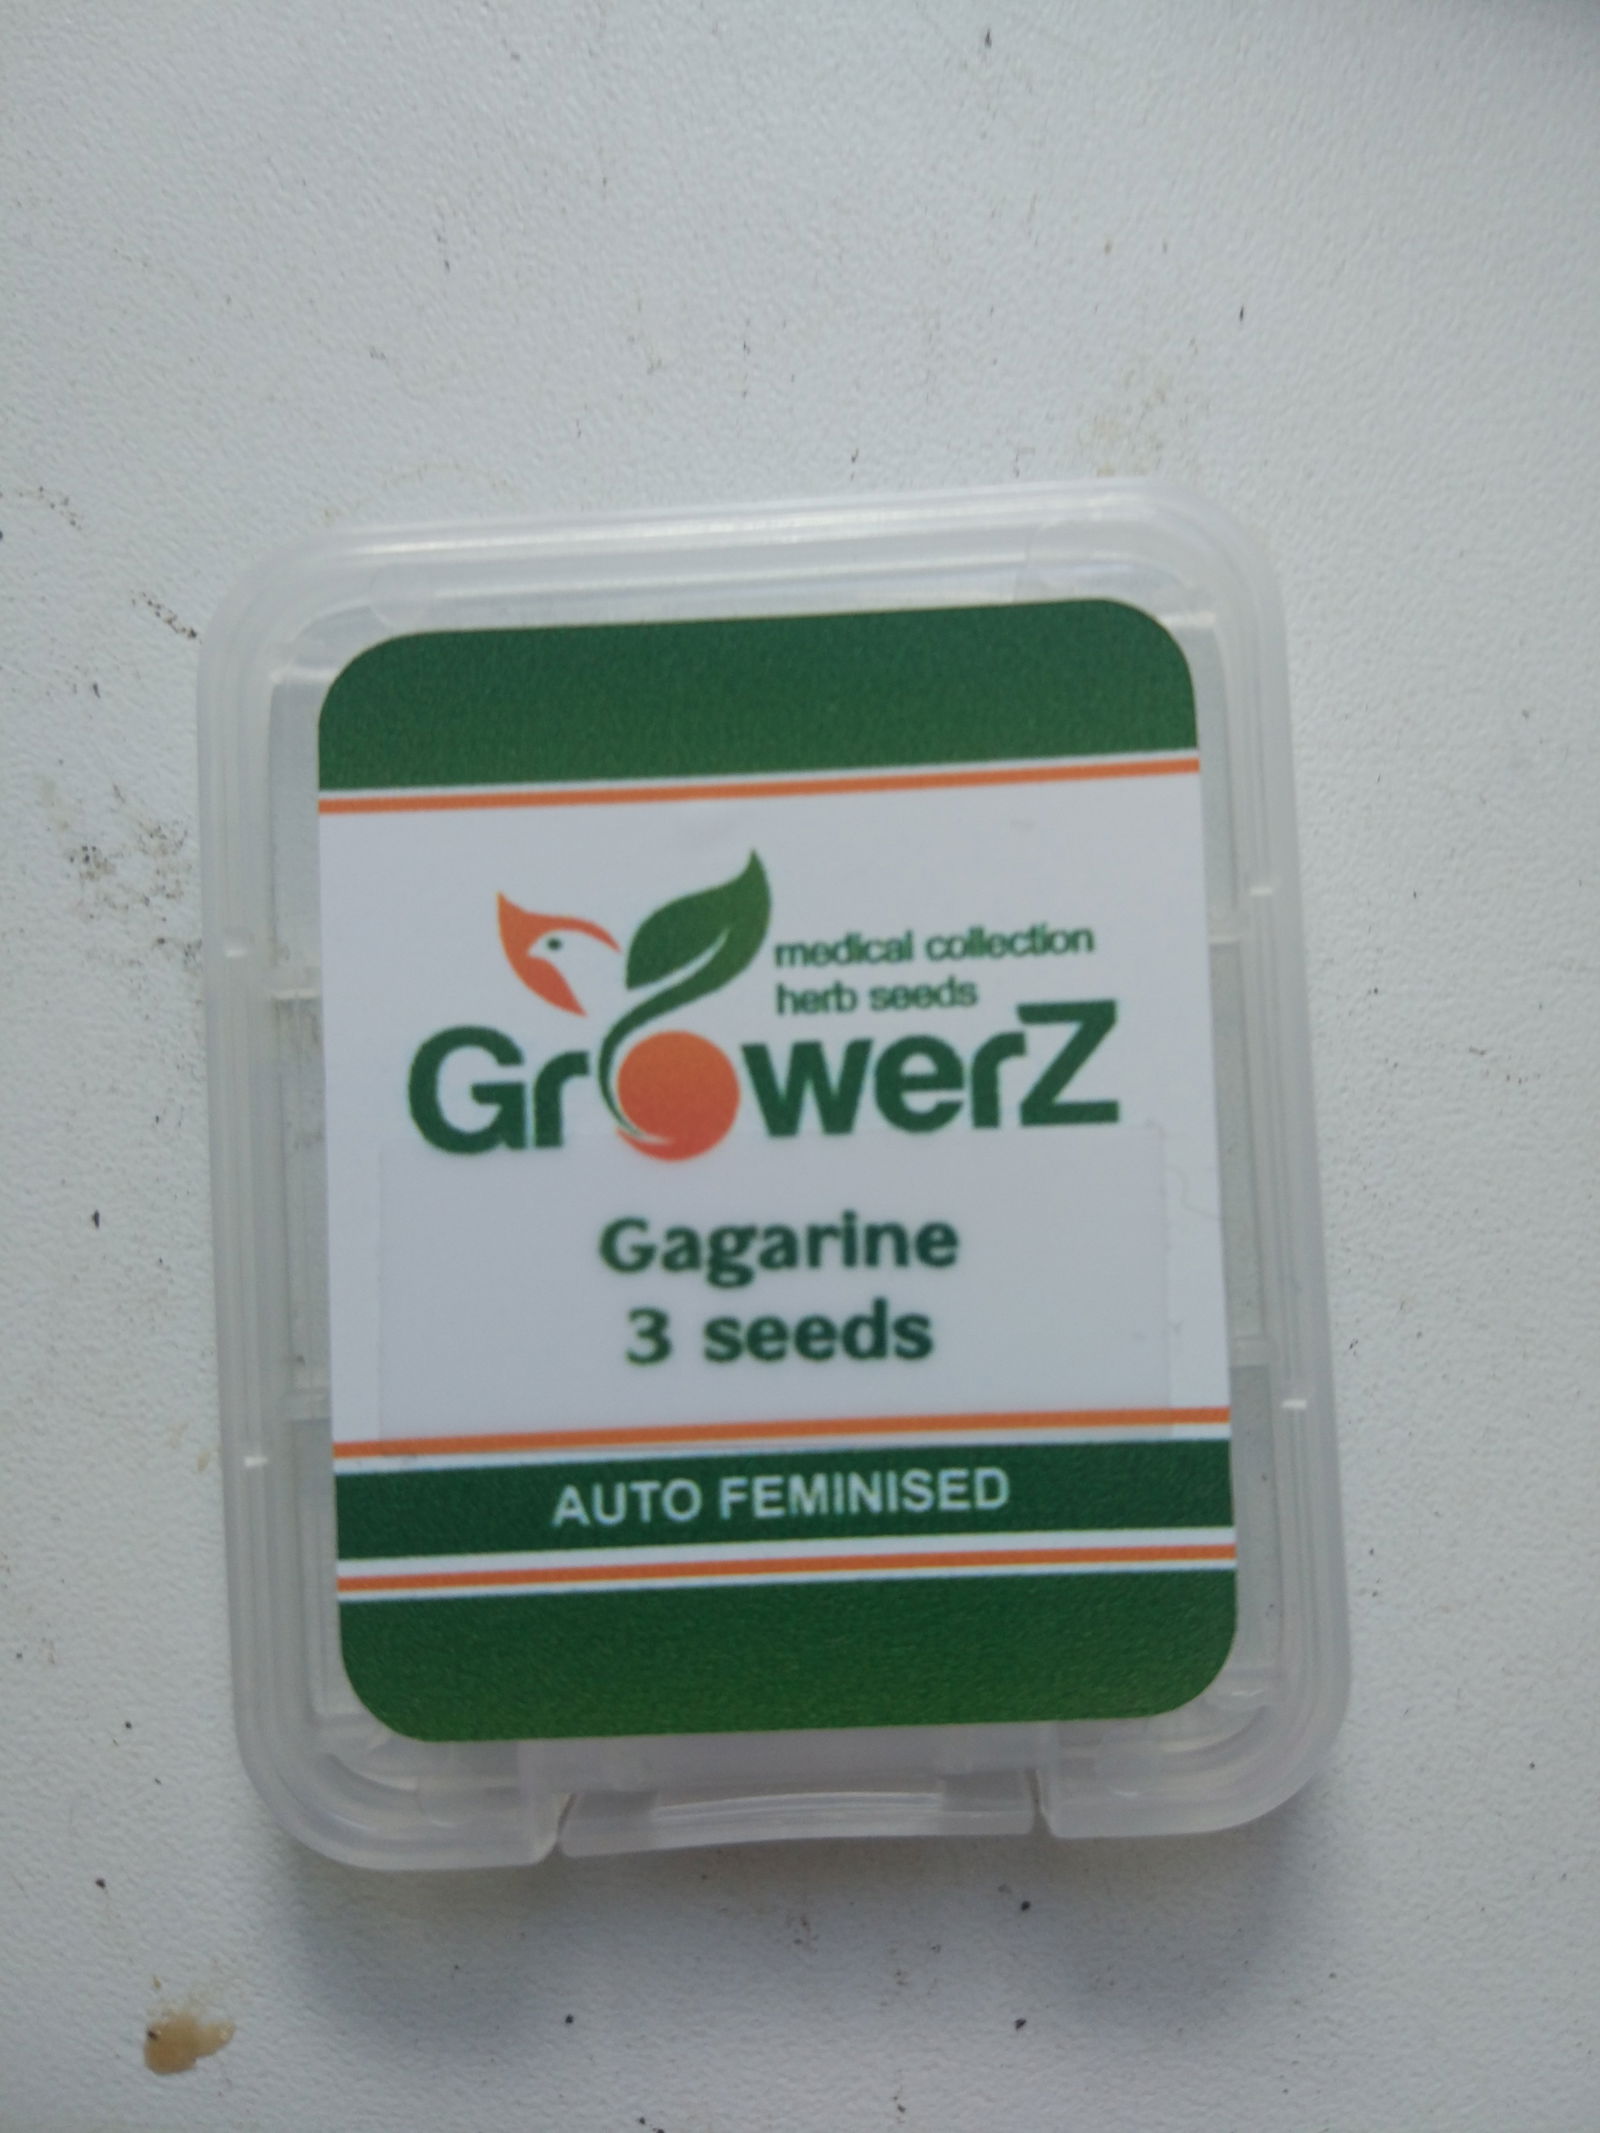 medical collection
herb seeds
GrowerZ
Gagarine
3 seeds
AUTO FEMINISED